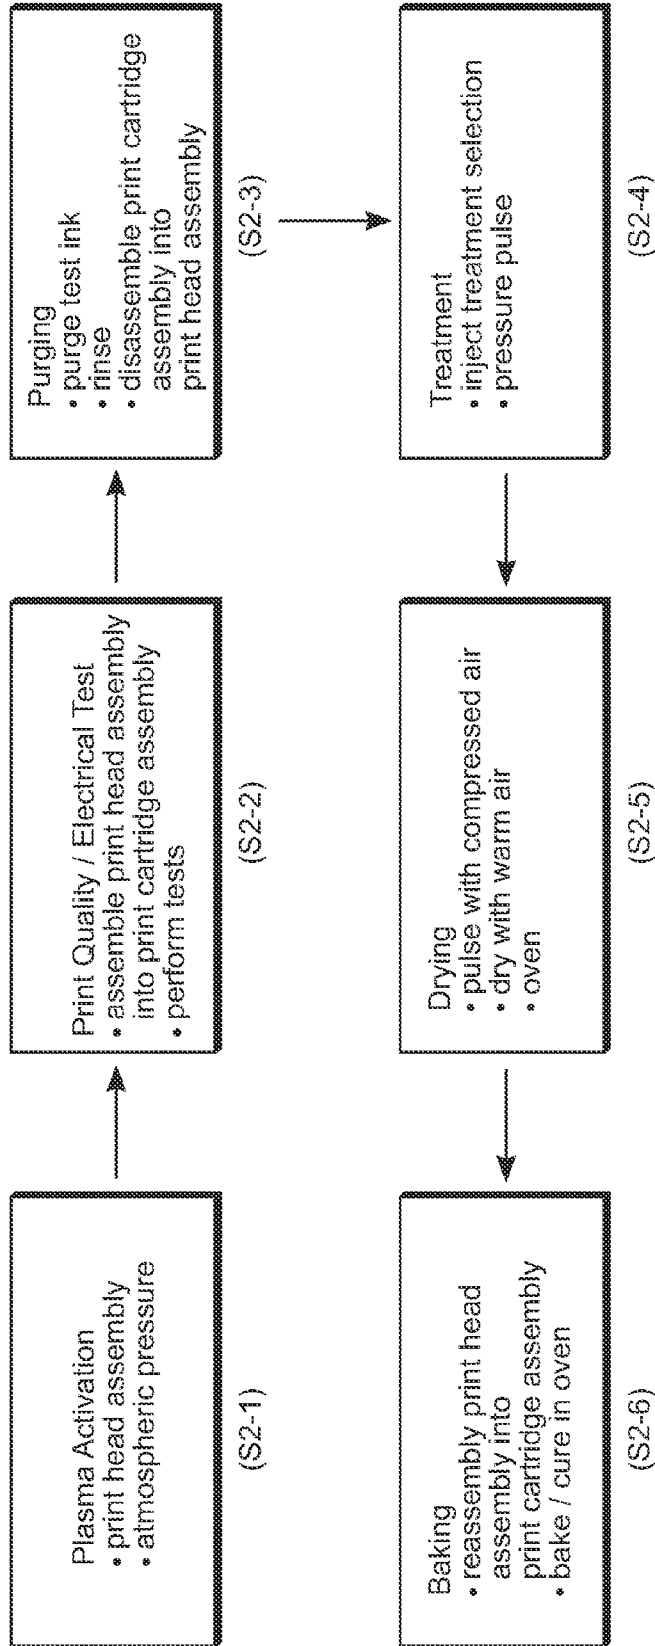 Plasma Activation
• print head assembly
• atmospheric pressure
(S2-1)
Print Quality / Electrical Test
• assemble print head assembly
into print cartridge assembly
• perform tests
(S2-2)
Purging
• purge test ink
• rinse
• disassemble print cartridge
assembly into
print head assembly
(S2-3)
Treatment
• inject treatment selection
• pressure pulse
(S2-4)
Drying
• pulse with compressed air
• dry with warm air
• oven
(S2-5)
Baking
• reassembly print head
assembly into
print cartridge assembly
• bake / cure in oven
(S2-6)